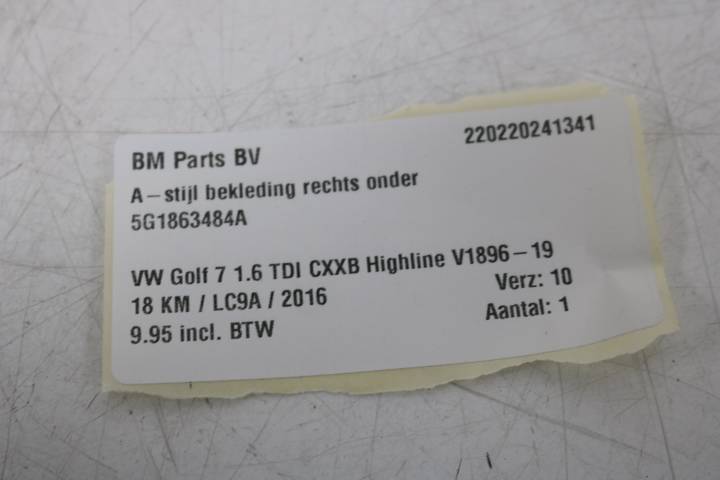 BM Parts BV 220220241341
A-stijl bekleding rechts onder
5G1863484A
VW Golf 7 1.6 TDI CXXB Highline V1896-19
18 KM / LC9A / 2016 Verz: 10
9.95 incl. BTW Aantal: 1